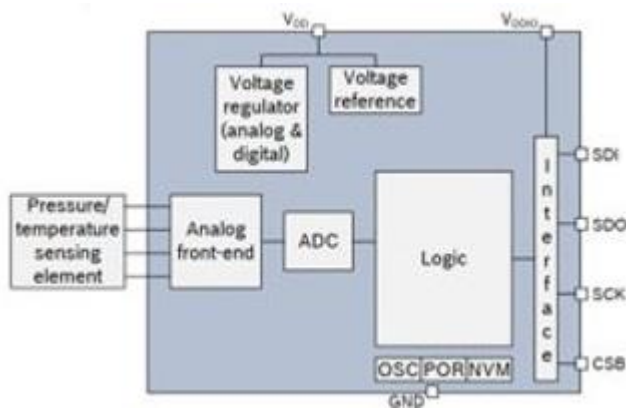 VDD
VDDIO
Voltage
regulator
(analog &
digital)
Voltage
reference
SDI
Pressure/
temperature
sensing
element
Analog
front-end
ADC
Logic
Interface
SDO
SCK
OSC POR NVM
CSB
GND